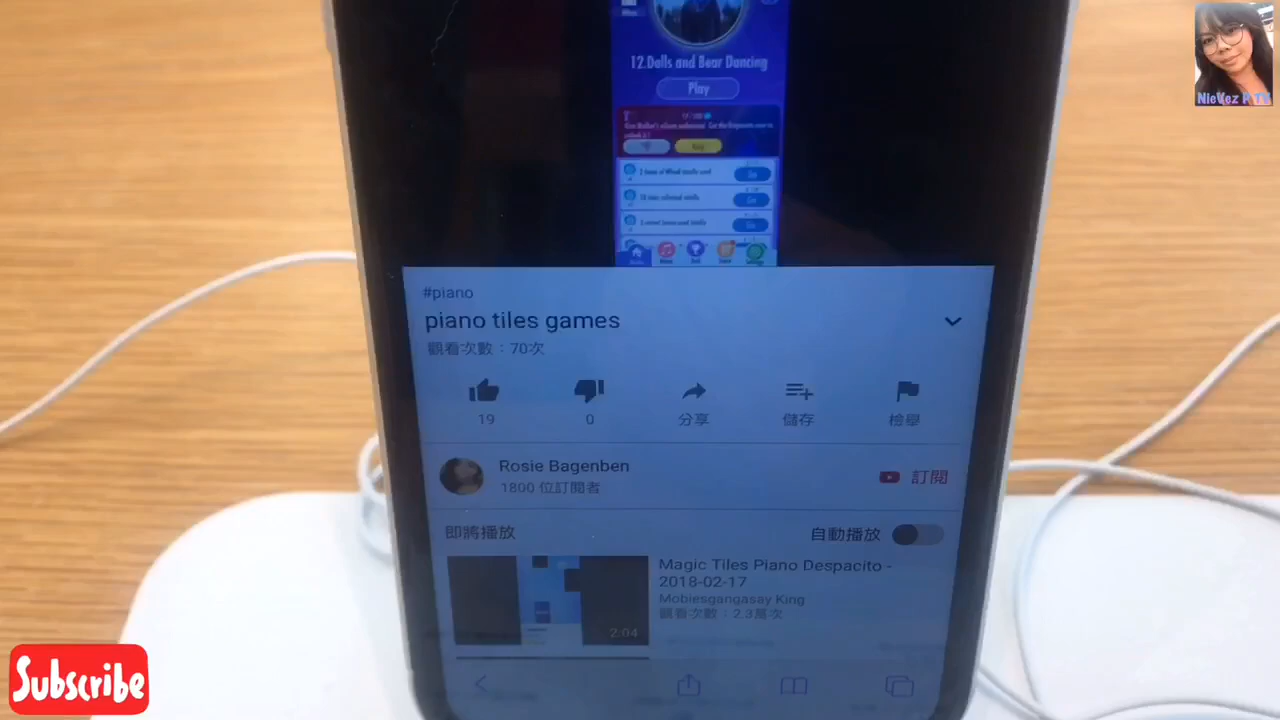 NieVez P TV
12.Dolls and Bear Dancing
Play
#piano
piano tiles games
觀看次數：70次
19
0
分享
儲存
檢舉
Rosie Bagenben
1800 位訂閱者
訂閱
即將播放
自動播放
Magic Tiles Piano Despacito -
2018-02-17
Mobiesgangasay King
觀看次數：2.3萬次
2:04
Subscribe